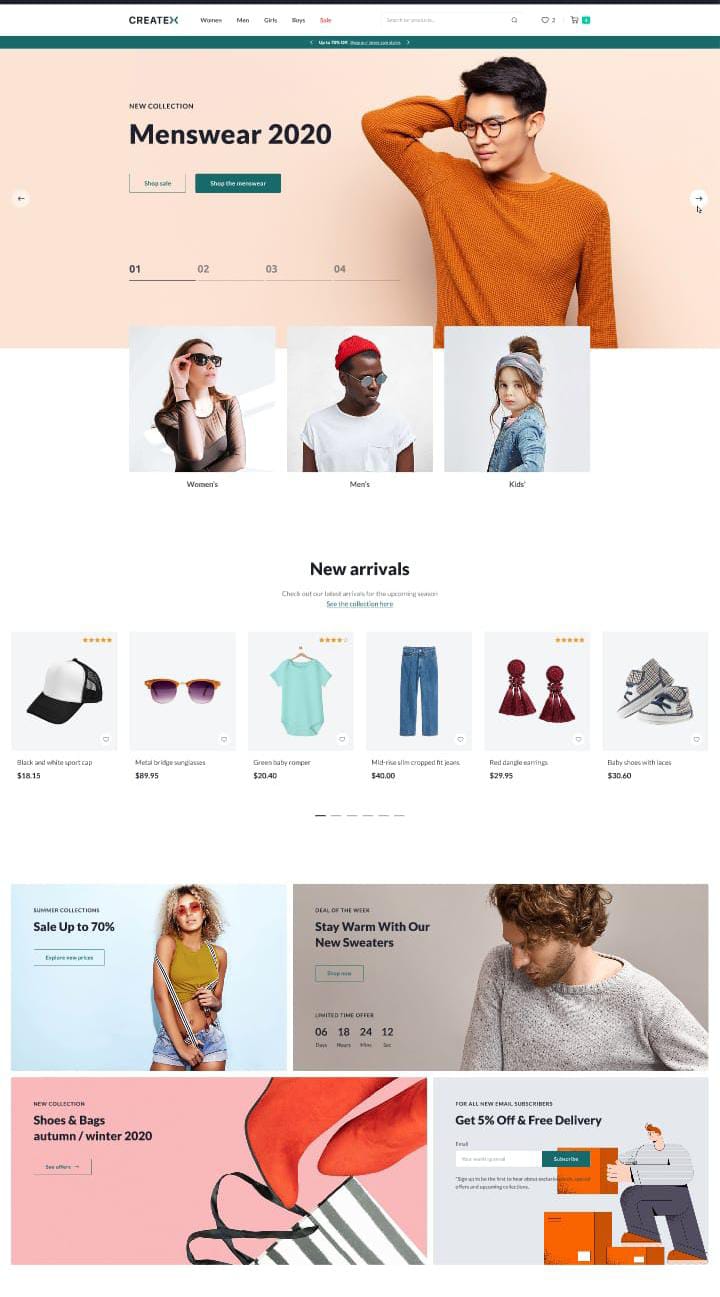 CREATEX
Women Men Girls Boys Sale
Search for products...
2
Up to 70% Off.
Menswear 2020
NEW COLLECTION
Shop sale
Shop the menswear
01 02 03 04
Women's
Men's
Kids'
New arrivals
Check out our latest arrivals for the upcoming season
See the collection here
Black and white sport cap
$18.15
Metal bridge sunglasses
$89.95
Green baby romper
$20.40
Mid-rise slim cropped fit jeans
$40.00
Red dangle earrings
$29.95
Baby shoes with laces
$30.60
SUMMER COLLECTIONS
Sale Up to 70%
Explore new prices
DEAL OF THE WEEK
Stay Warm With Our
New Sweaters
Shop now
LIMITED TIME OFFER
06 18 24 12
Days Hours Mins Sec
NEW COLLECTION
Shoes & Bags
autumn / winter 2020
See offers →
FOR ALL NEW EMAIL SUBSCRIBERS
Get 5% Off & Free Delivery
Email
Your working email
Subscribe
*Sign up to be the first to hear about exclusive deals, special
offers and upcoming collections.